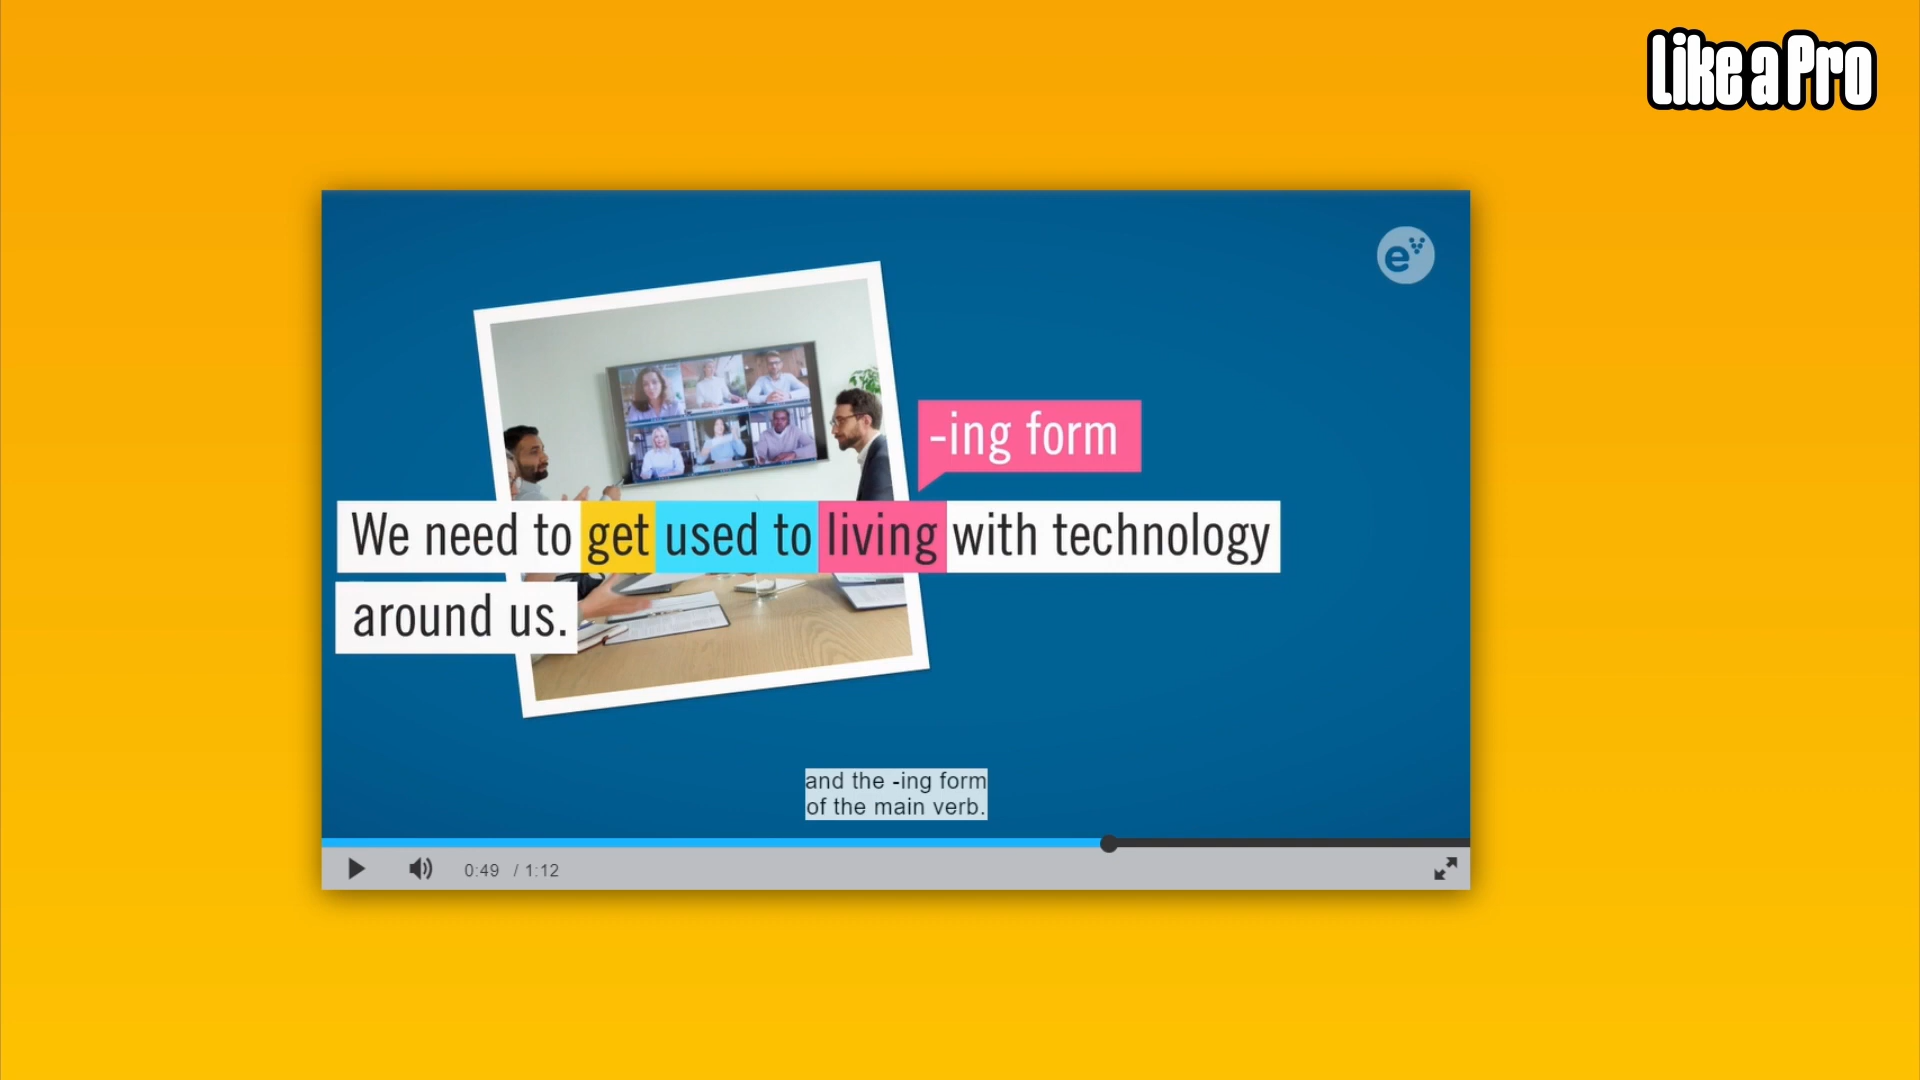 Like a Pro
e
-ing form
We need to get used to living with technology
around us.
and the -ing form
of the main verb.
0:49 / 1:12